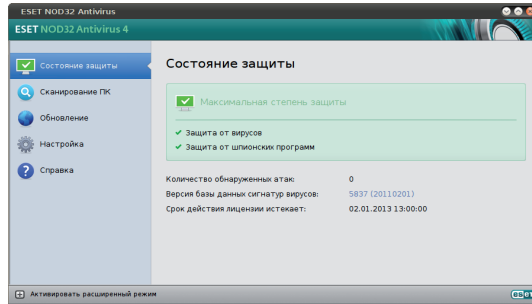 ESET NOD32 Antivirus
ESET NOD32 Antivirus 4
Состояние защиты
Сканирование ПК
Обновление
Настройка
Справка
Состояние защиты
Максимальная степень защиты
Защита от вирусов
Защита от шпионских программ
Количество обнаруженных атак: 0
Версия базы данных сигнатур вирусов: 5837 (20110201)
Срок действия лицензии истекает: 02.01.2013 13:00:00
Активировать расширенный режим
eset